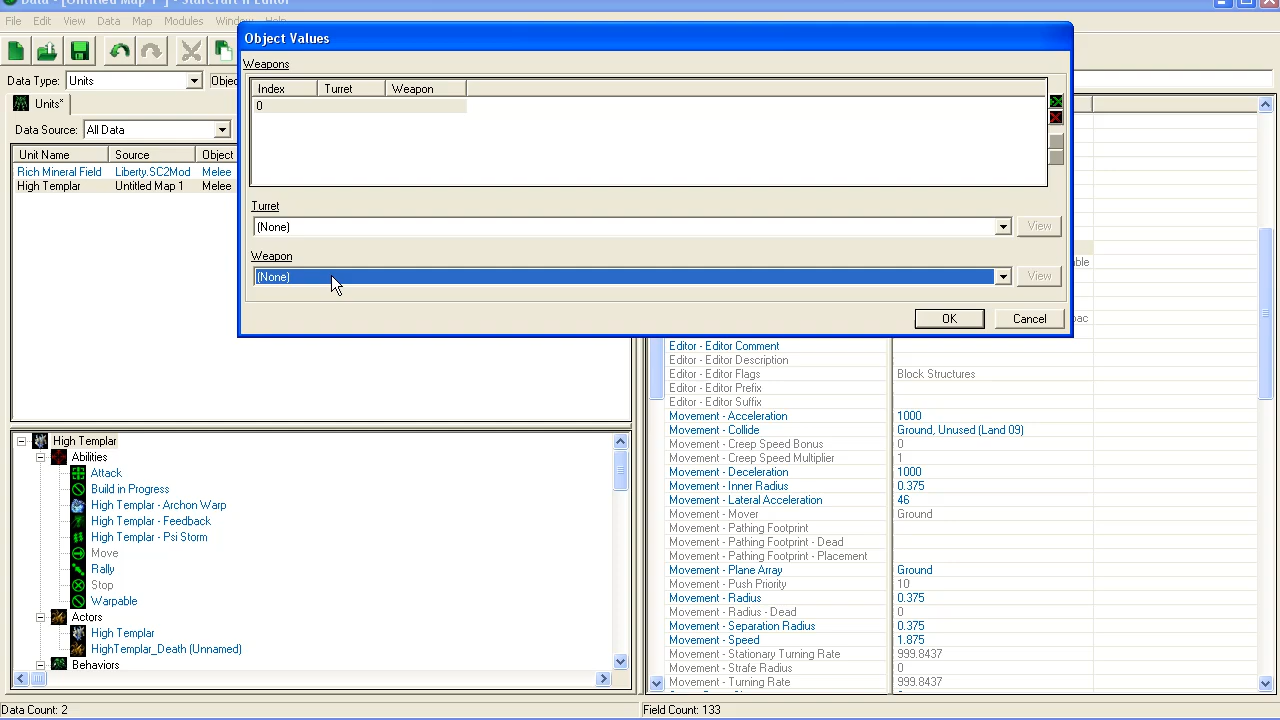 Data - [Untitled Map 1 *] - StarCraft II Editor
File Edit View Data Map Modules Window Index
Object Values
Weapons
Index Turret Weapon
0
Turret
(None) View
Weapon
(None) View
OK Cancel
Data Type: Units
Units*
Data Source: All Data
Unit Name Source Object
Rich Mineral Field Liberty.SC2Mod Melee
High Templar Untitled Map 1 Melee
High Templar
Abilities
Attack
Build in Progress
High Templar - Archon Warp
High Templar - Feedback
High Templar - Psi Storm
Move
Rally
Stop
Warpable
Actors
High Templar
HighTemplar_Death (Unnamed)
Behaviors
Editor - Editor Comment
Editor - Editor Description
Editor - Editor Flags Block Structures
Editor - Editor Prefix
Editor - Editor Suffix
Movement - Acceleration 1000
Movement - Collide Ground, Unused (Land 09)
Movement - Creep Speed Bonus 0
Movement - Creep Speed Multiplier 1
Movement - Deceleration 1000
Movement - Inner Radius 0.375
Movement - Lateral Acceleration 46
Movement - Mover Ground
Movement - Pathing Footprint
Movement - Pathing Footprint - Dead
Movement - Pathing Footprint - Placement
Movement - Plane Array Ground
Movement - Push Priority 10
Movement - Radius 0.375
Movement - Radius - Dead 0
Movement - Separation Radius 0.375
Movement - Speed 1.875
Movement - Stationary Turning Rate 999.8437
Movement - Strafe Radius 0
Movement - Turning Rate 999.8437
Data Count: 2 Field Count: 133